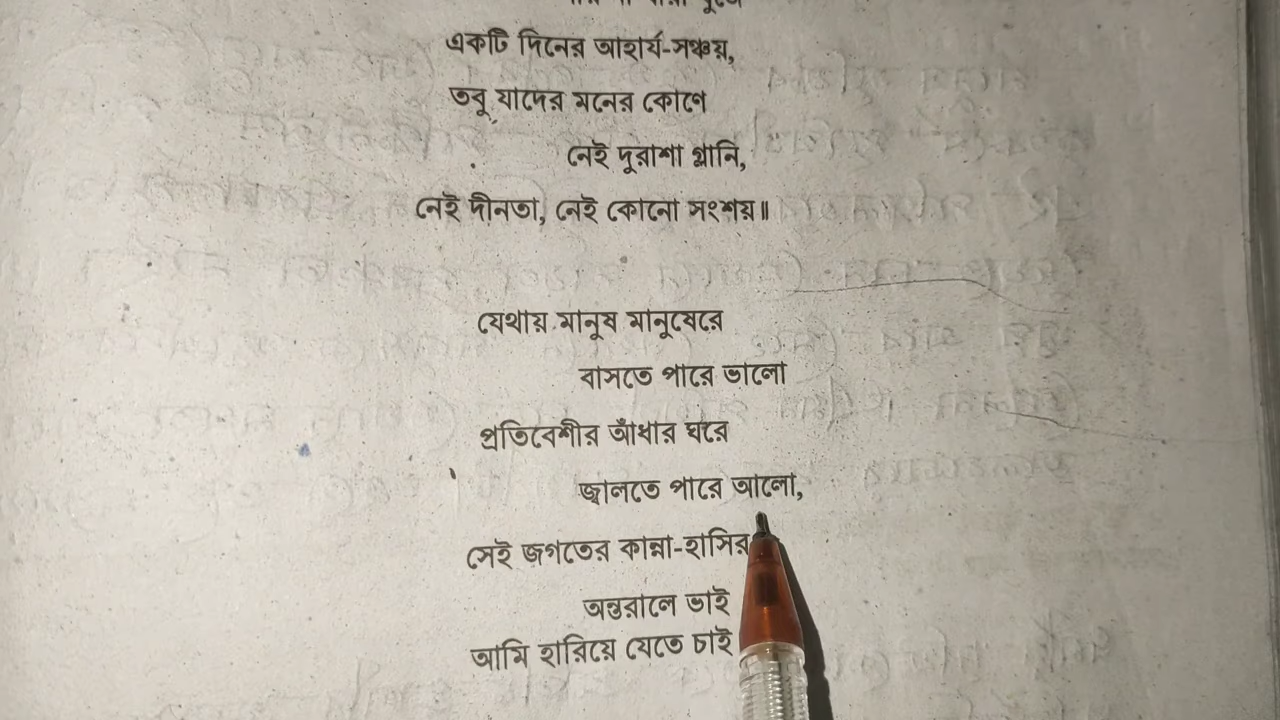 একটি দিনের আহার্য-সঞ্চয়,
তবু যাদের মনের কোণে
নেই দুরাশা গ্লানি,
নেই দীনতা, নেই কোনো সংশয়॥
যেথায় মানুষ মানুষেরে
বাসতে পারে ভালো
প্রতিবেশীর আঁধার ঘরে
জ্বালতে পারে আলো,
সেই জগতের কান্না-হাসির
অন্তরালে ভাই
আমি হারিয়ে যেতে চাই